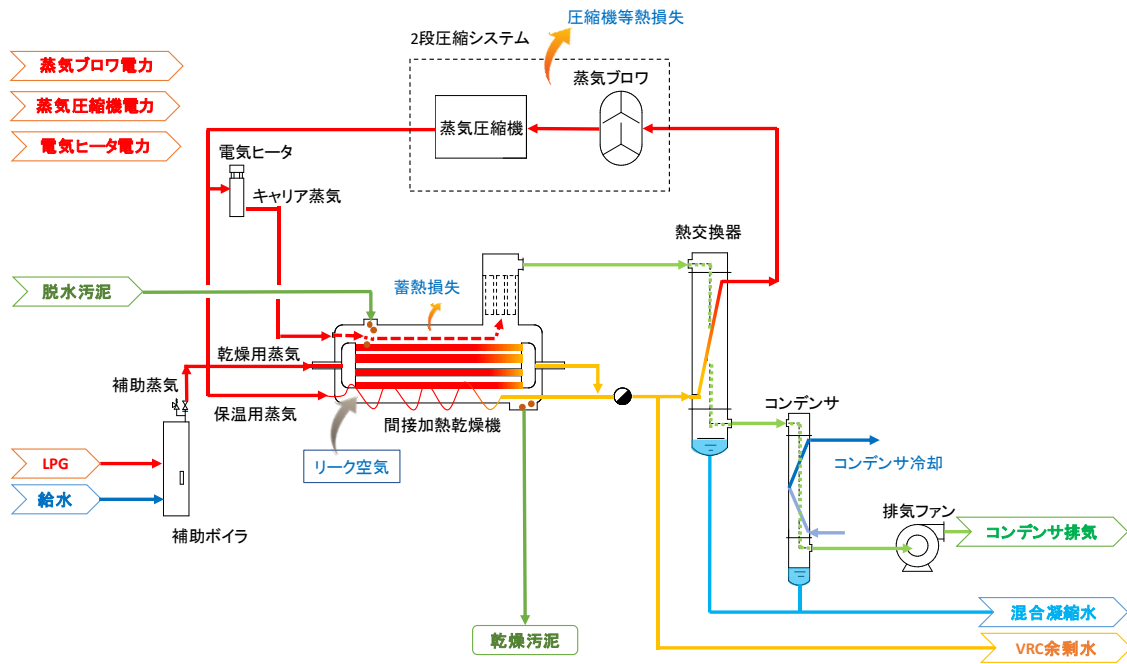 圧縮機等熱損失
2段圧縮システム
蒸気ブロワ電力
蒸気ブロワ
蒸気圧縮機電力
蒸気圧縮機
電気ヒータ電力
電気ヒータ
キャリア蒸気
熱交換器
脱水汚泥
蓄熱損失
乾燥用蒸気
補助蒸気
保温用蒸気
間接加熱乾燥機
コンデンサ
LPG
リーク空気
コンデンサ冷却
給水
補助ボイラ
排気ファン
コンデンサ排気
混合凝縮水
乾燥汚泥
VRC余剰水